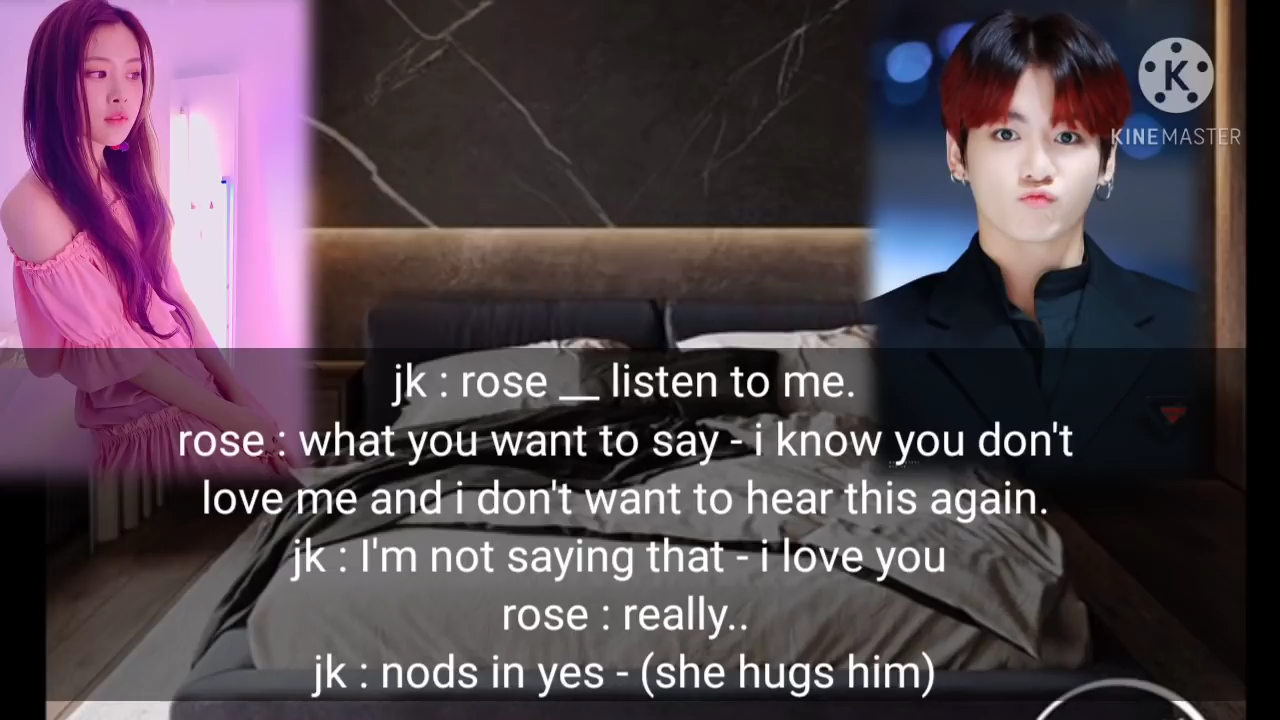 K
KINEMASTER
jk : rose __ listen to me.
rose : what you want to say - i know you don't
love me and i don't want to hear this again.
jk : I'm not saying that - i love you
rose : really..
jk : nods in yes - (she hugs him)